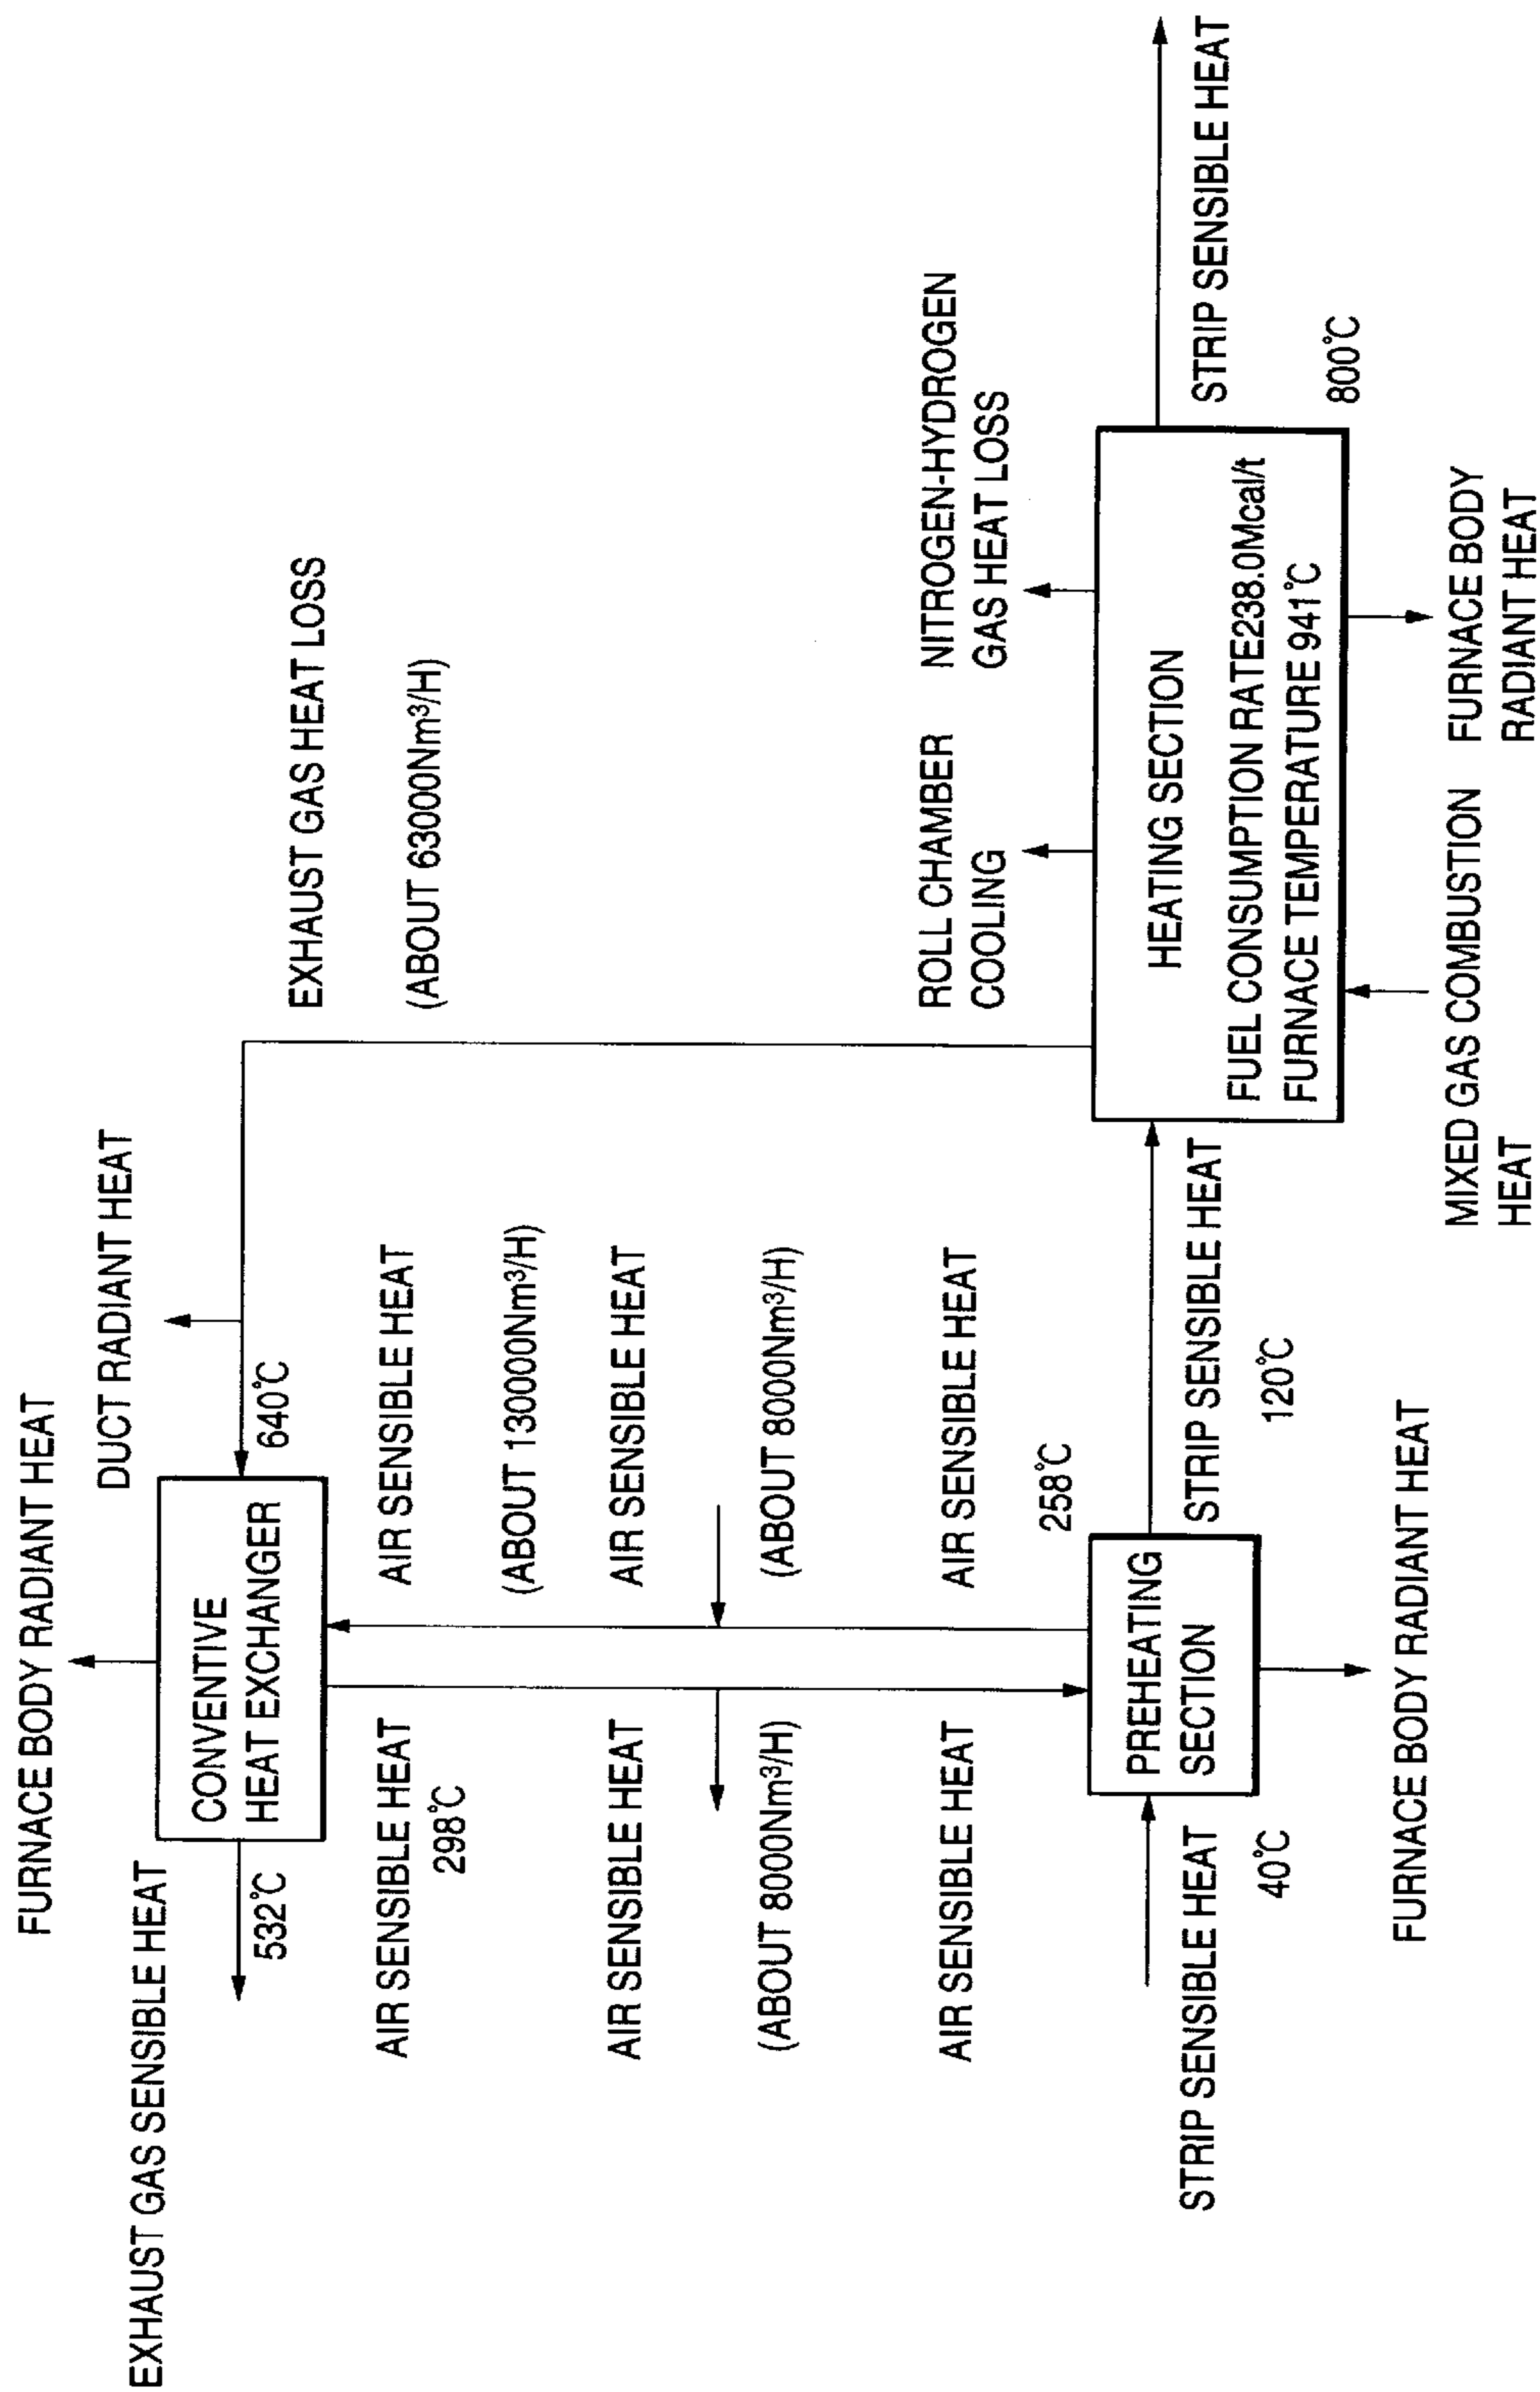 FURNACE BODY RADIANT HEAT
EXHAUST GAS SENSIBLE HEAT
DUCT RADIANT HEAT
CONVENTIVE
HEAT EXCHANGER
532℃
640℃
EXHAUST GAS HEAT LOSS
(ABOUT 63000Nm³/H)
AIR SENSIBLE HEAT
298℃
AIR SENSIBLE HEAT
(ABOUT 130000Nm³/H)
AIR SENSIBLE HEAT
AIR SENSIBLE HEAT
(ABOUT 8000Nm³/H)
(ABOUT 8000Nm³/H)
AIR SENSIBLE HEAT
AIR SENSIBLE HEAT
258℃
ROLL CHAMBER
COOLING
NITROGEN-HYDROGEN
GAS HEAT LOSS
PREHEATING
SECTION
HEATING SECTION
FUEL CONSUMPTION RATE238.0Mcal/t
FURNACE TEMPERATURE 941℃
STRIP SENSIBLE HEAT
40℃
STRIP SENSIBLE HEAT
120℃
STRIP SENSIBLE HEAT
800℃
FURNACE BODY RADIANT HEAT
MIXED GAS COMBUSTION
HEAT
FURNACE BODY
RADIANT HEAT